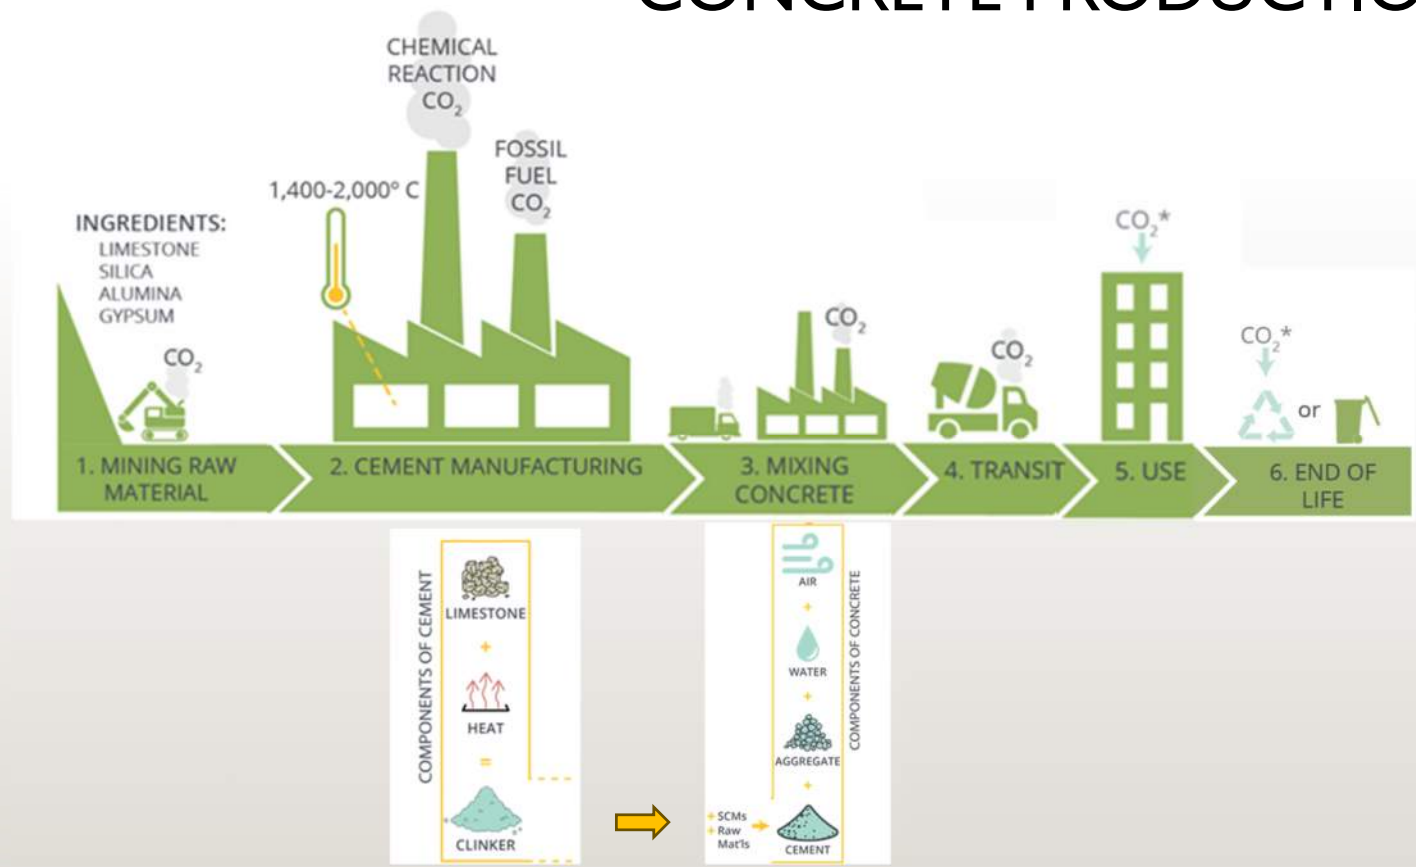 CONCRETE PRODUCTIO
CHEMICAL
REACTION
CO₂
FOSSIL
FUEL
CO₂
1,400-2,000° C
INGREDIENTS:
LIMESTONE
SILICA
ALUMINA
GYPSUM
CO₂
CO₂
CO₂
CO₂*
CO₂*
or
1. MINING RAW
MATERIAL
2. CEMENT MANUFACTURING
3. MIXING
CONCRETE
4. TRANSIT
5. USE
6. END OF
LIFE
COMPONENTS OF CEMENT
LIMESTONE
+
HEAT
=
CLINKER
COMPONENTS OF CONCRETE
AIR
+
WATER
+
AGGREGATE
+
+ SCMs
+ Raw
Mat'ls
CEMENT